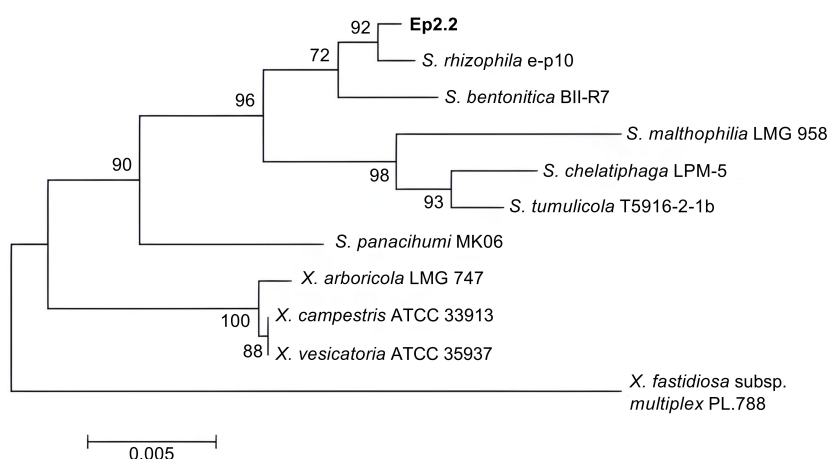 92
Ep2.2
72
S. rhizophila e-p10
96
S. bentonitica BII-R7
S. malthophilia LMG 958
90
98
S. chelatiphaga LPM-5
93
S. tumulicola T5916-2-1b
S. panacihumi MK06
X. arboricola LMG 747
100
X. campestris ATCC 33913
88
X. vesicatoria ATCC 35937
X. fastidiosa subsp.
multiplex PL.788
0.005